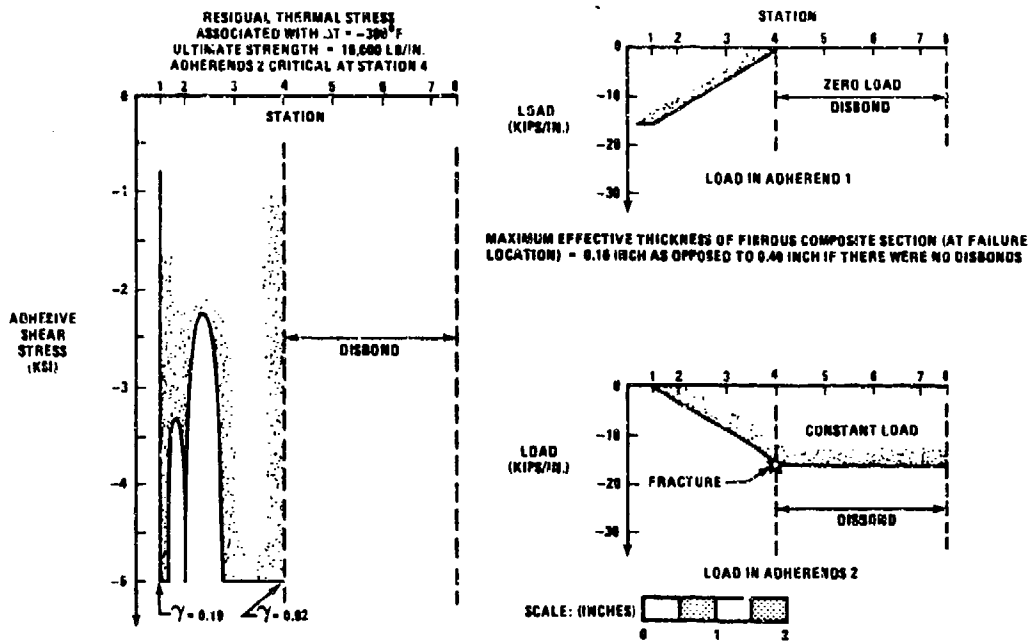 RESIDUAL THERMAL STRESS
ASSOCIATED WITH ΔT = -300°F
ULTIMATE STRENGTH = 16,600 LB/IN.
ADHERENDS 2 CRITICAL AT STATION 4
0
1 2 3 4 5 6 7 8
STATION
-1
-2
-3
-4
-5
ADHESIVE
SHEAR
STRESS
(KSI)
DISBOND
γ = 0.19
γ = 0.02
STATION
1 2 3 4 5 6 7 8
0
-10
-20
-30
LOAD
(KIPS/IN.)
ZERO LOAD
DISBOND
LOAD IN ADHEREND 1
MAXIMUM EFFECTIVE THICKNESS OF FIBROUS COMPOSITE SECTION (AT FAILURE
LOCATION) = 0.16 INCH AS OPPOSED TO 0.40 INCH IF THERE WERE NO DISBONDS
1 2 3 4 5 6 7 8
0
-10
-20
-30
LOAD
(KIPS/IN.)
CONSTANT LOAD
FRACTURE
DISBOND
LOAD IN ADHERENDS 2
SCALE: (INCHES)
0 1 2